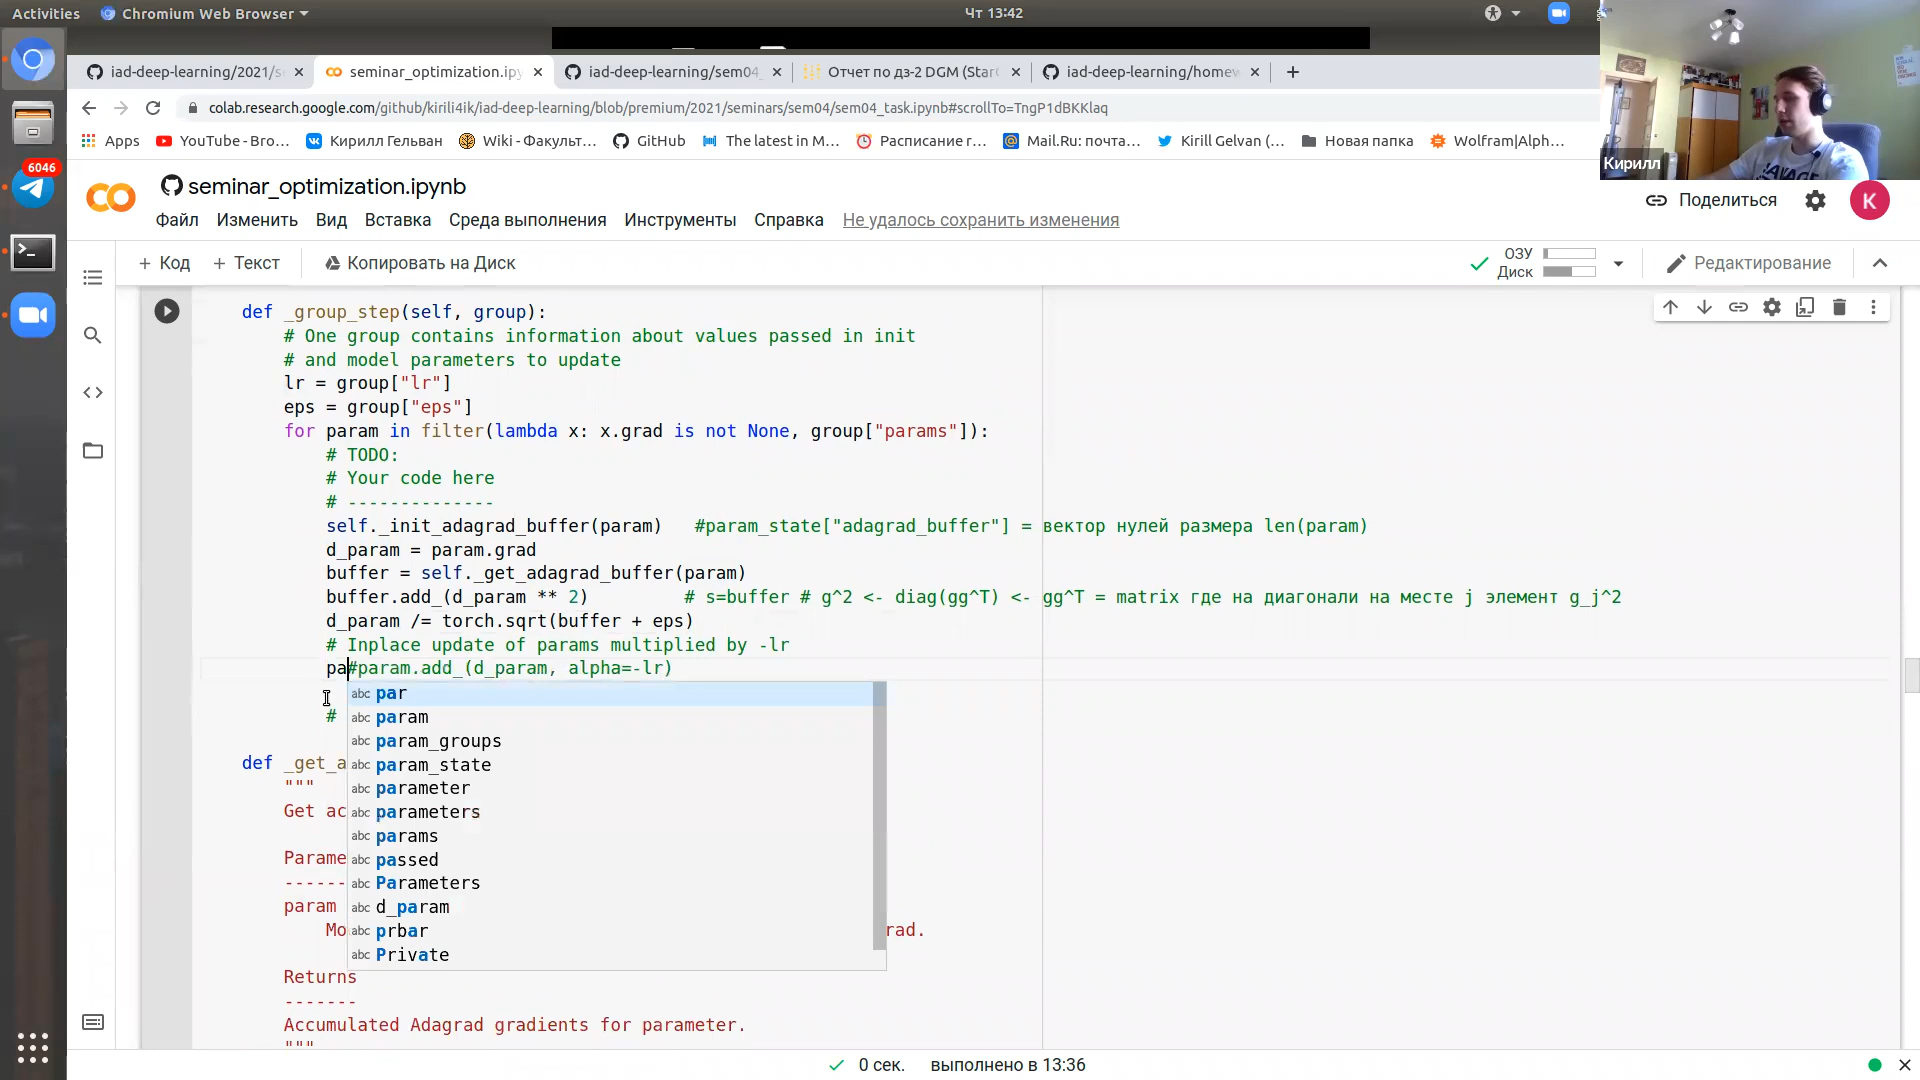 Activities
Chromium Web Browser
Чт 13:42
iad-deep-learning/2021/s
seminar_optimization.ipy
iad-deep-learning/sem04_
Отчет по дз-2 DGM (Star
iad-deep-learning/homew
colab.research.google.com/github/kirili4ik/iad-deep-learning/blob/premium/2021/seminars/sem04/sem04_task.ipynb#scrollTo=TngP1dBKKlaq
Apps
YouTube - Bro...
Кирилл Гельван
Wiki - Факульт...
GitHub
The latest in M...
Расписание г...
Mail.Ru: почта...
Kirill Gelvan (...
Новая папка
Wolfram|Alph...
Кирилл
6046
seminar_optimization.ipynb
Файл Изменить Вид Вставка Среда выполнения Инструменты Справка Не удалось сохранить изменения
Поделиться
K
+ Код + Текст Копировать на Диск
ОЗУ
Диск
Редактирование
def _group_step(self, group):
# One group contains information about values passed in init
# and model parameters to update
lr = group["lr"]
eps = group["eps"]
for param in filter(lambda x: x.grad is not None, group["params"]):
# TODO:
# Your code here
# --------------
self._init_adagrad_buffer(param) #param_state["adagrad_buffer"] = вектор нулей размера len(param)
d_param = param.grad
buffer = self._get_adagrad_buffer(param)
buffer.add_(d_param ** 2) # s=buffer # g^2 <- diag(gg^T) <- gg^T = matrix где на диагонали на месте j элемент g_j^2
d_param /= torch.sqrt(buffer + eps)
# Inplace update of params multiplied by -lr
pa#param.add_(d_param, alpha=-lr)
abc par
abc param
#
abc param_groups
def _get_a
abc param_state
"""
abc parameter
Get ac
abc parameters
abc params
Parame
abc passed
------
abc Parameters
param
abc d_param
Mo
abc prbar
rad.
abc Private
Returns
-------
Accumulated Adagrad gradients for parameter.
"""
0 сек. выполнено в 13:36